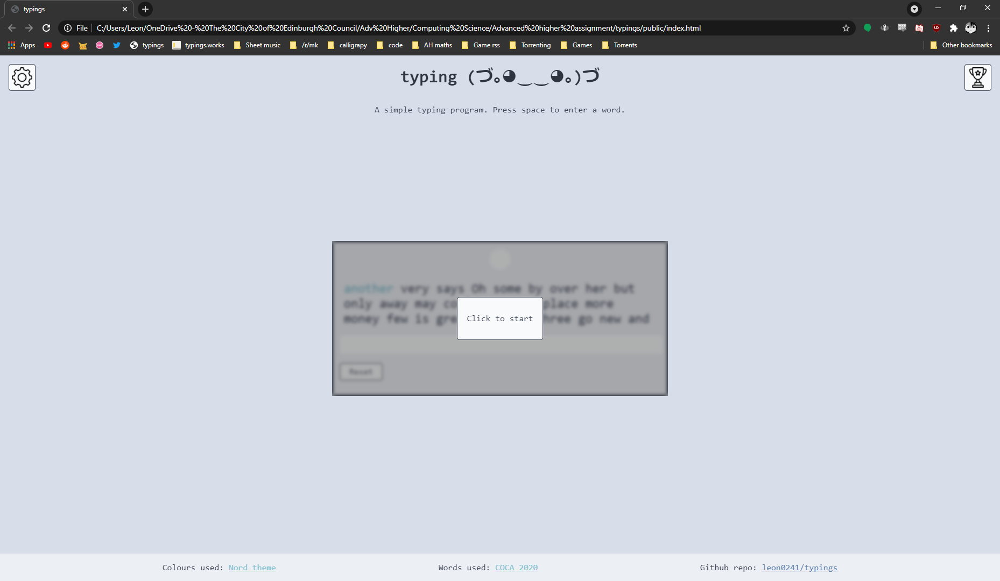 typings
File C:/Users/Leon/OneDrive%20-%20The%20City%20of%20Edinburgh%20Council/Adv%20Higher/Computing%20Science/Advanced%20higher%20assignment/typings/public/index.html
Apps typings typings.works Sheet music /r/mk calligrapy code AH maths Game rss Torrenting Games Torrents Other bookmarks
typing (づ｡◕‿‿◕｡)づ
A simple typing program. Press space to enter a word.
another very says Oh some by over her but
only away may co place more
money few is gre hree go new and
Click to start
Reset
Colours used: Nord theme
Words used: COCA 2020
Github repo: leon0241/typings